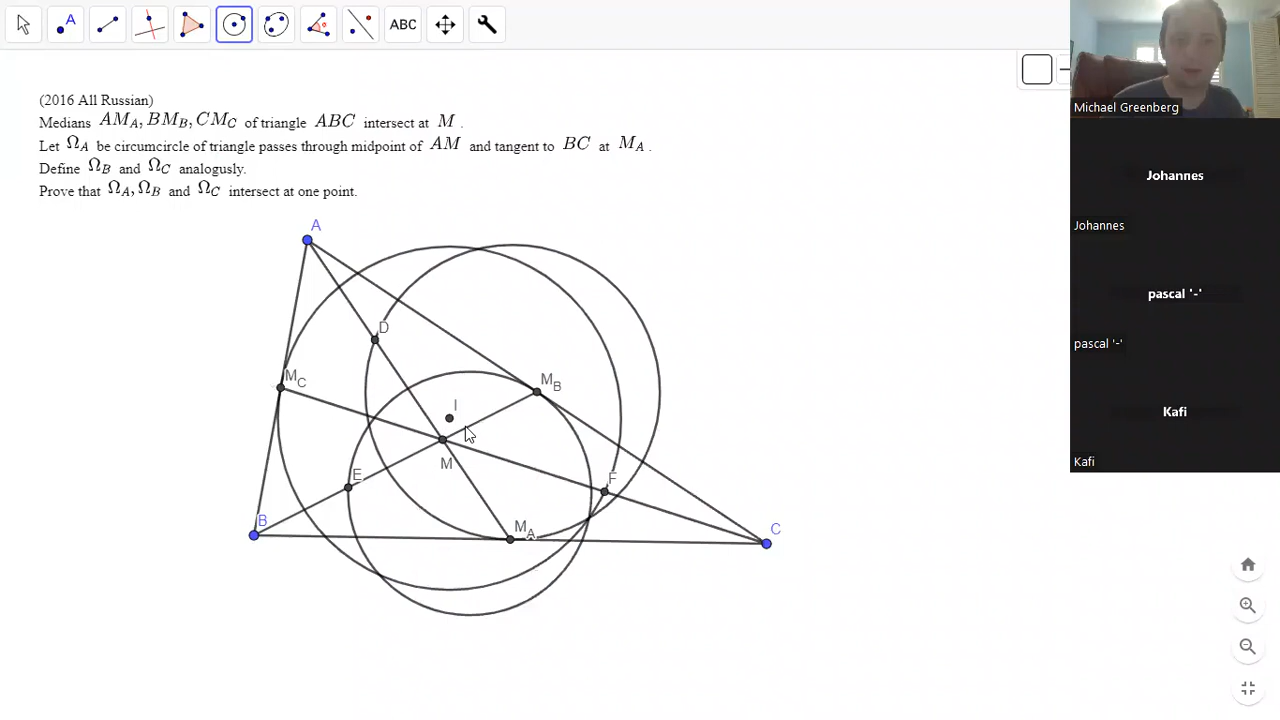 ABC
(2016 All Russian)
Medians AM_A, BM_B, CM_C of triangle ABC intersect at M .
Let Ω_A be circumcircle of triangle passes through midpoint of AM and tangent to BC at M_A .
Define Ω_B and Ω_C analogously.
Prove that Ω_A, Ω_B and Ω_C intersect at one point.
A
D
M_C
M_B
I
M
E
F
B
M_A
C
A
Michael Greenberg
Johannes
Johannes
pascal '-'
pascal '-'
Kafi
Kafi